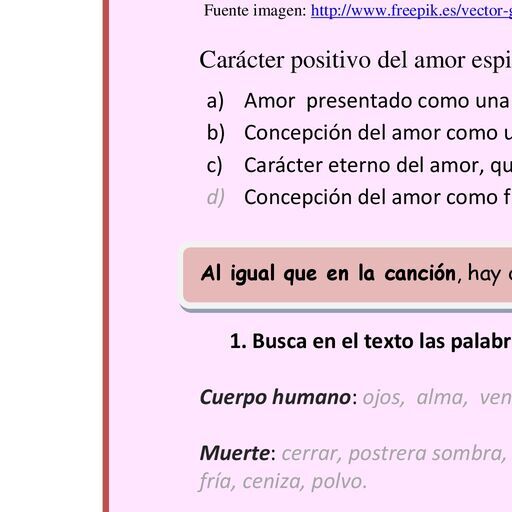 Fuente imagen: http://www.freepik.es/vector-g
Carácter positivo del amor espi
a) Amor presentado como una
b) Concepción del amor como u
c) Carácter eterno del amor, qu
d) Concepción del amor como f
Al igual que en la canción, hay
1. Busca en el texto las palabr
Cuerpo humano: ojos, alma, ven
Muerte: cerrar, postrera sombra,
fría, ceniza, polvo.